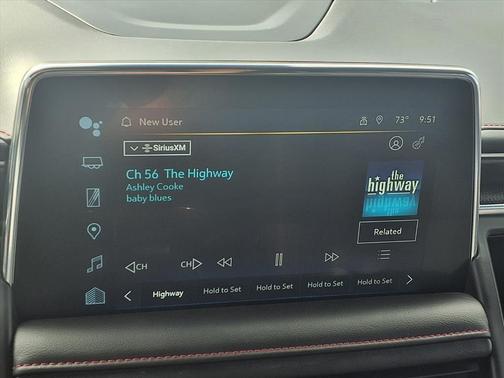 New User
73° 9:51
SiriusXM
Ch 56 The Highway
Ashley Cooke
baby blues
the
highway
Related
CH CH
Highway Hold to Set Hold to Set Hold to Set Hold to Set